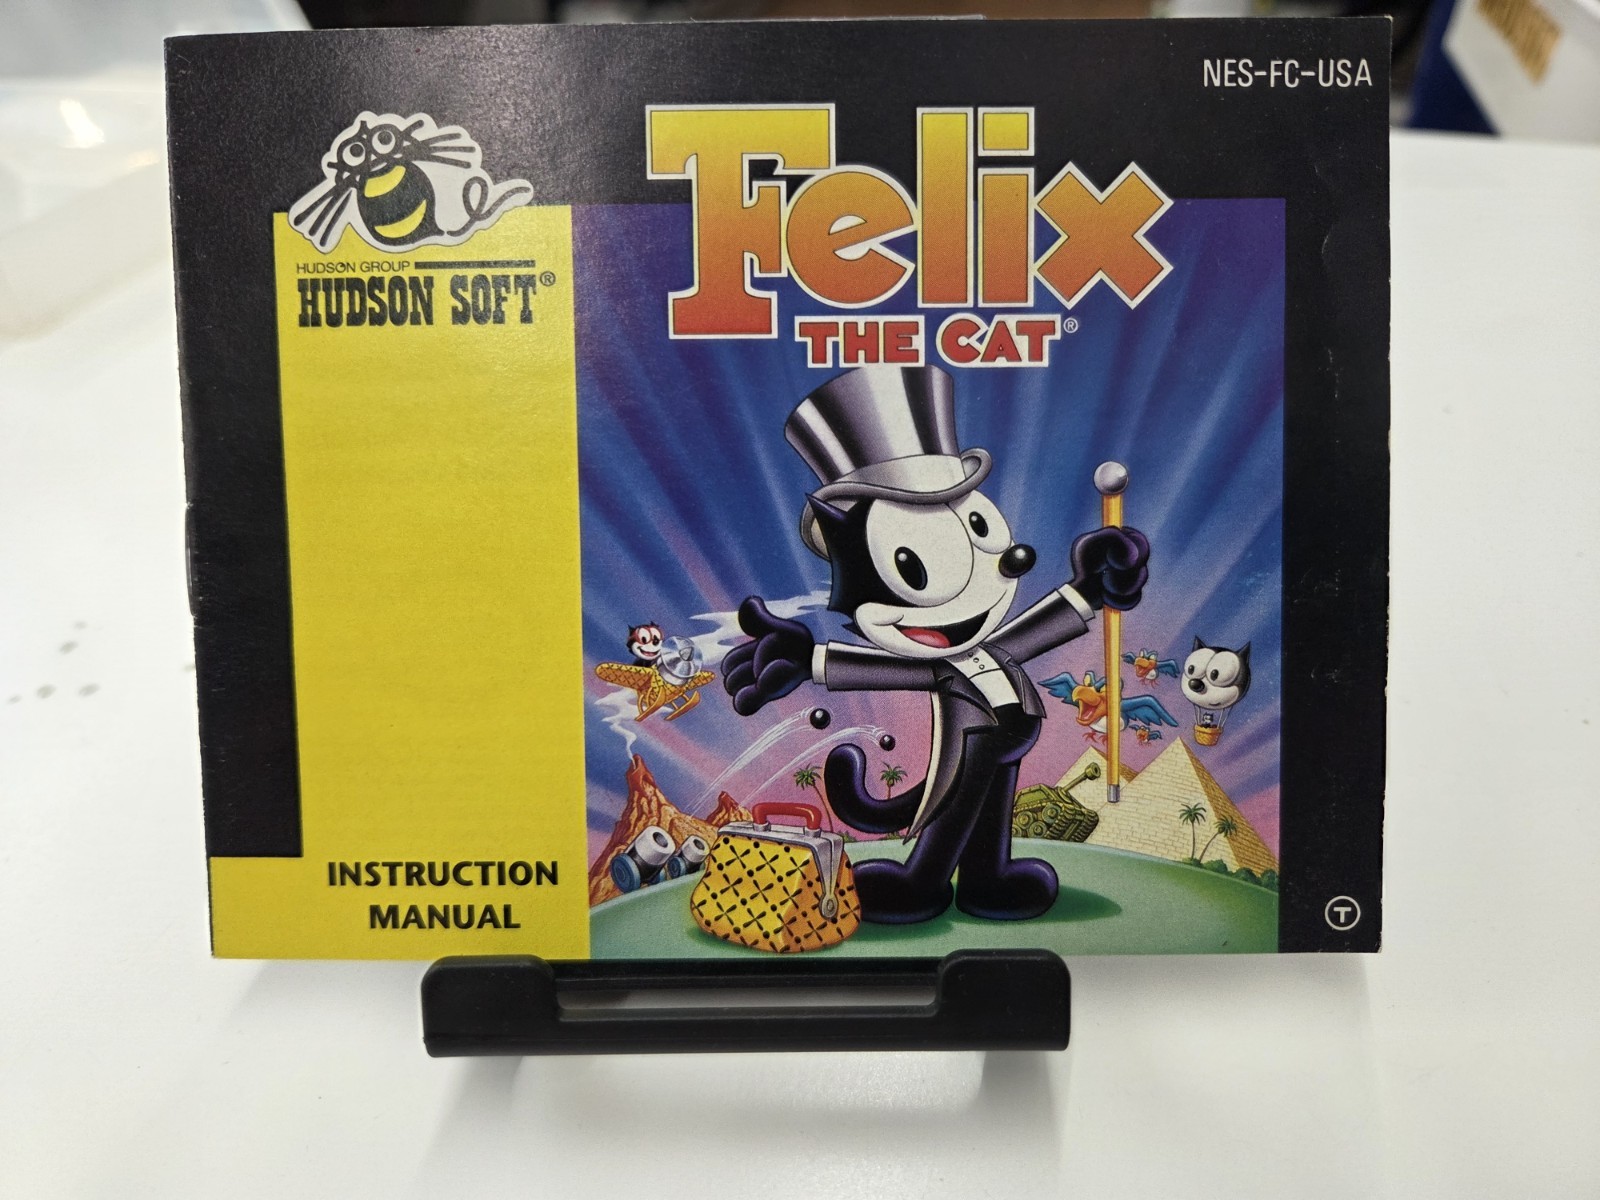 NES-FC-USA
Felix
THE CAT®
HUDSON GROUP
HUDSON SOFT®
INSTRUCTION
MANUAL
T